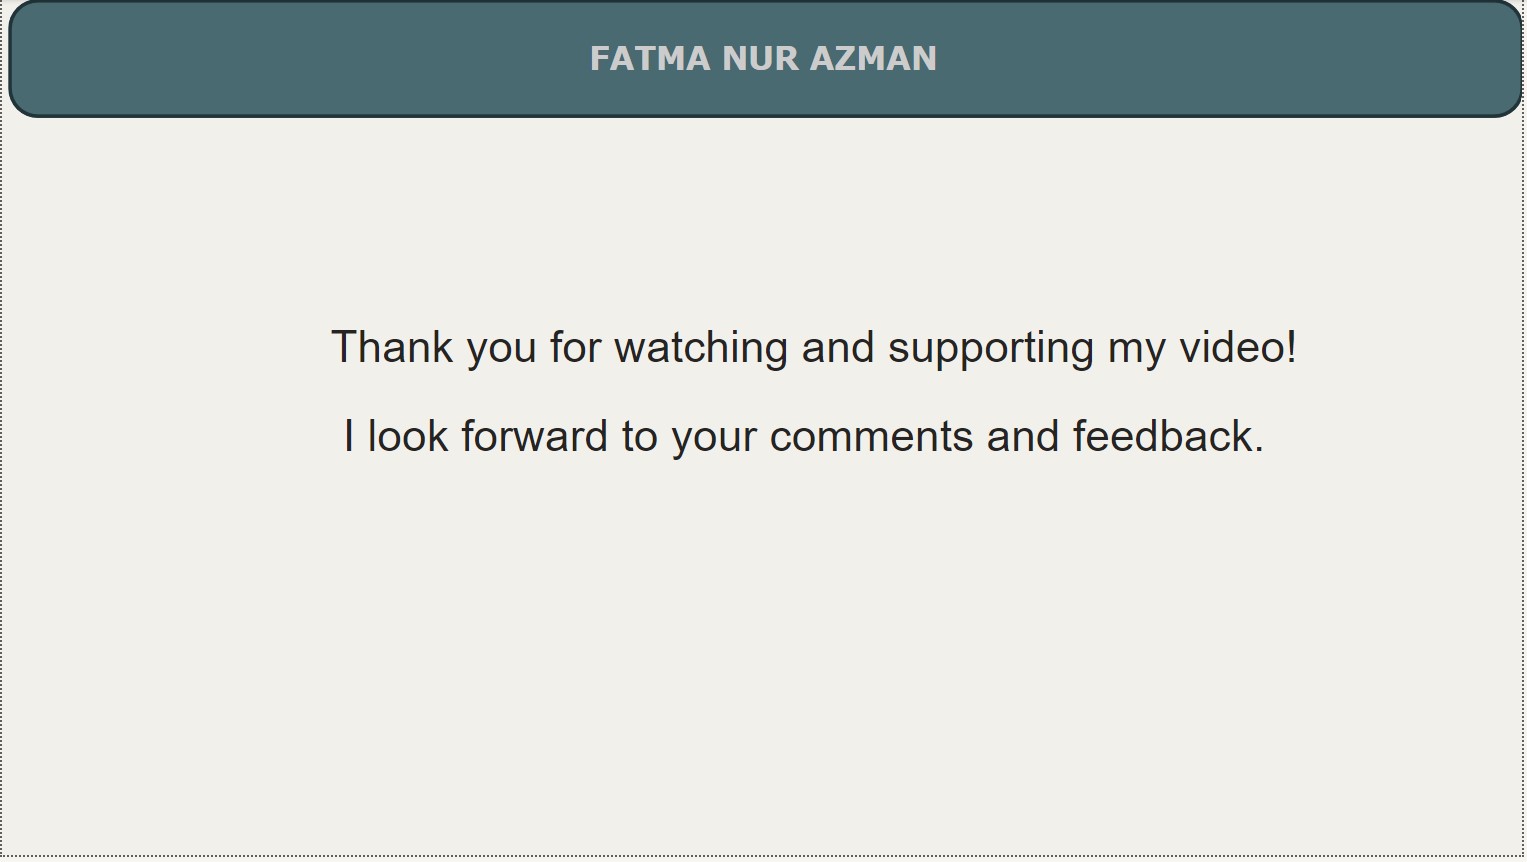 FATMA NUR AZMAN
Thank you for watching and supporting my video!
I look forward to your comments and feedback.